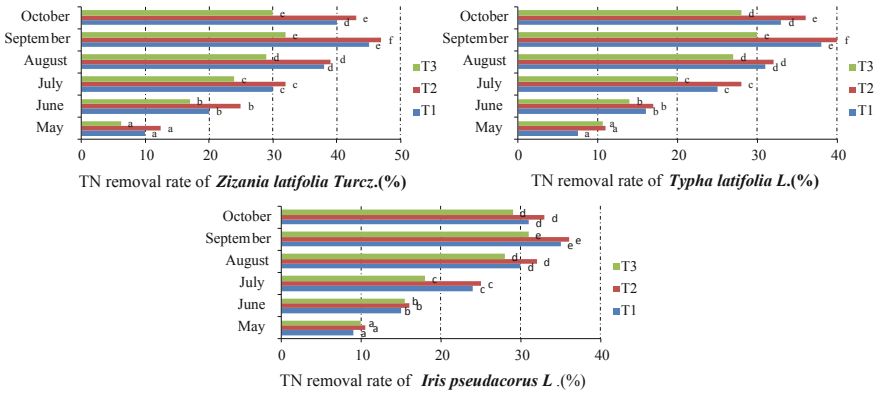 October e e d
September e f e
August d d d
July c c c
June b b b
May a a a
0 10 20 30 40 50
T3
T2
T1
TN removal rate of Zizania latifolia Turcz.(%)
October e e d
September e f e
August d d d
July c c c
June b b b
May a a a
0 10 20 30 40
T3
T2
T1
TN removal rate of Typha latifolia L.(%)
October d d d
September e e e
August d d d
July c c c
June b b b
May a a a
0 10 20 30 40
T3
T2
T1
TN removal rate of Iris pseudacorus L .(%)